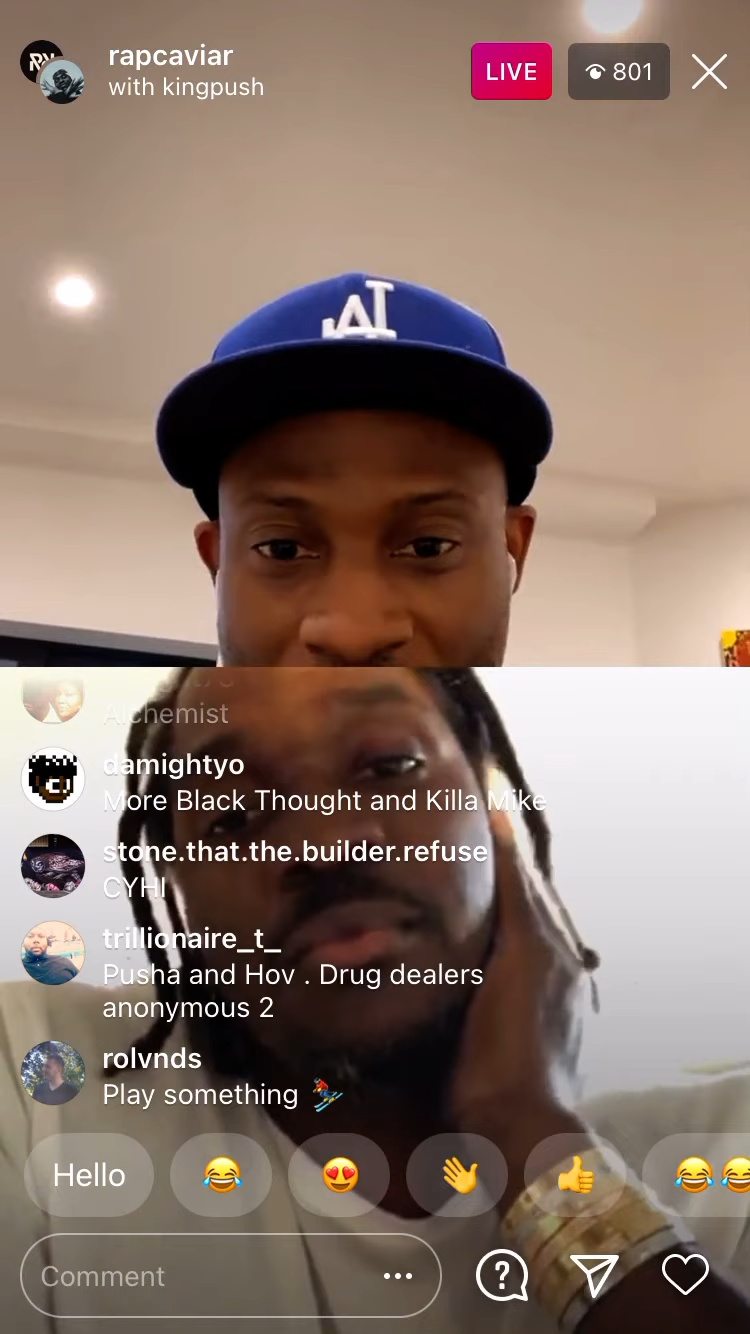 rapcaviar
with kingpush
LIVE
801
Alchemist
damightyo
More Black Thought and Killa Mike
stone.that.the.builder.refuse
CYHI
trillionaire_t_
Pusha and Hov . Drug dealers
anonymous 2
rolvnds
Play something ⛷️
Hello
😂
😍
👋
👍
😂😂
Comment